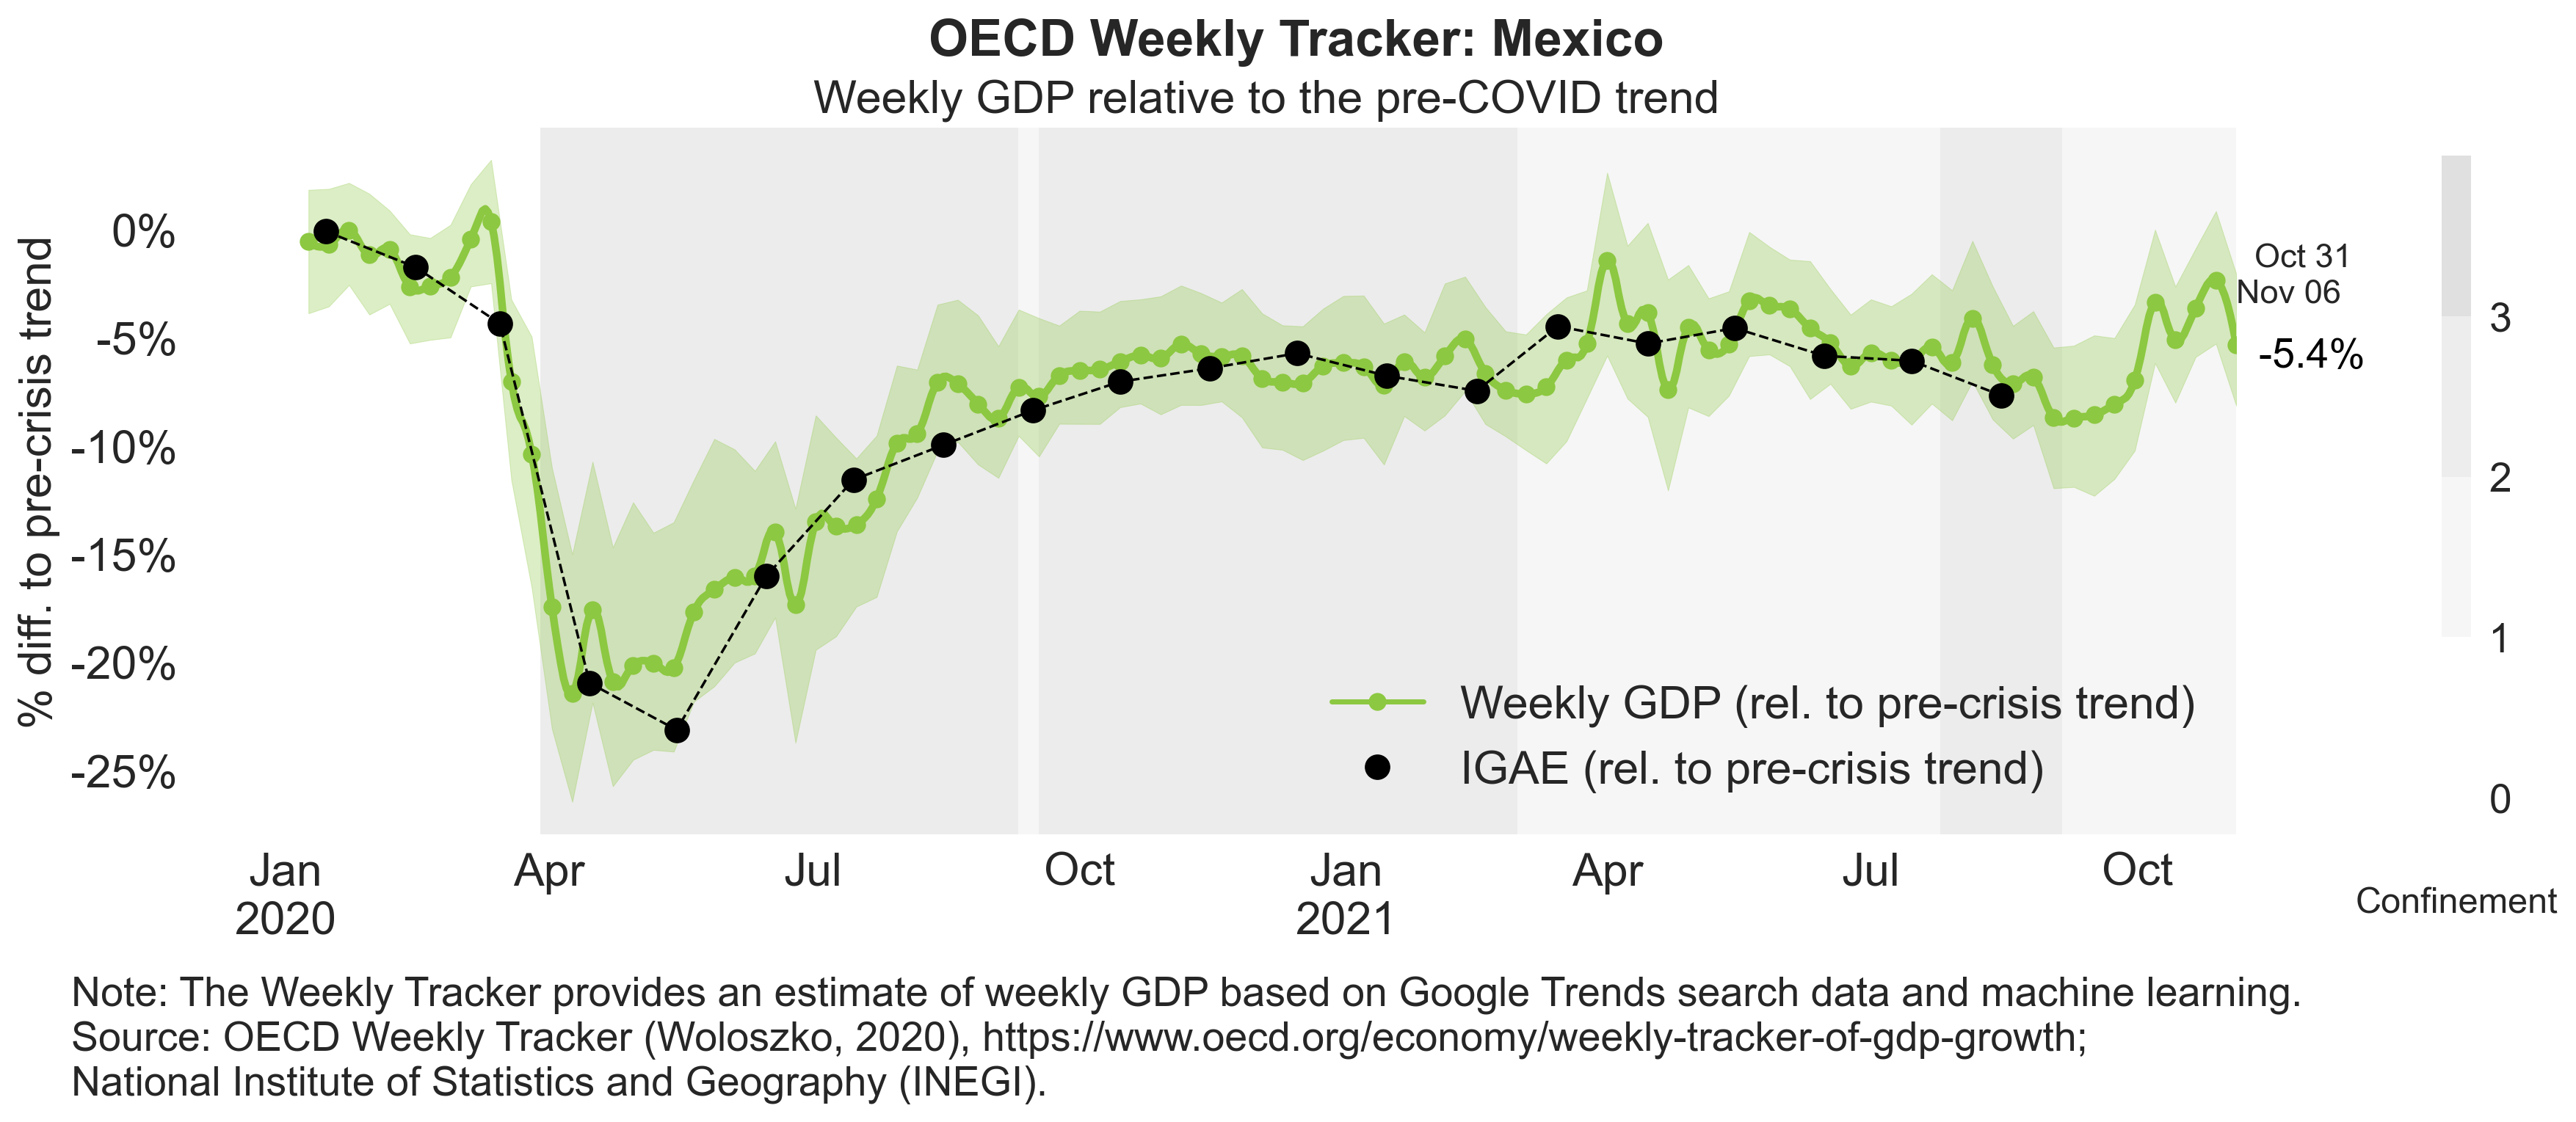 OECD Weekly Tracker: Mexico
Weekly GDP relative to the pre-COVID trend
% diff. to pre-crisis trend
0%
-5%
-10%
-15%
-20%
-25%
Oct 31
Nov 06
-5.4%
3
2
1
0
Confinement
Weekly GDP (rel. to pre-crisis trend)
IGAE (rel. to pre-crisis trend)
Jan Apr Jul Oct Jan Apr Jul Oct
2020 2021
Note: The Weekly Tracker provides an estimate of weekly GDP based on Google Trends search data and machine learning.
Source: OECD Weekly Tracker (Woloszko, 2020), https://www.oecd.org/economy/weekly-tracker-of-gdp-growth;
National Institute of Statistics and Geography (INEGI).